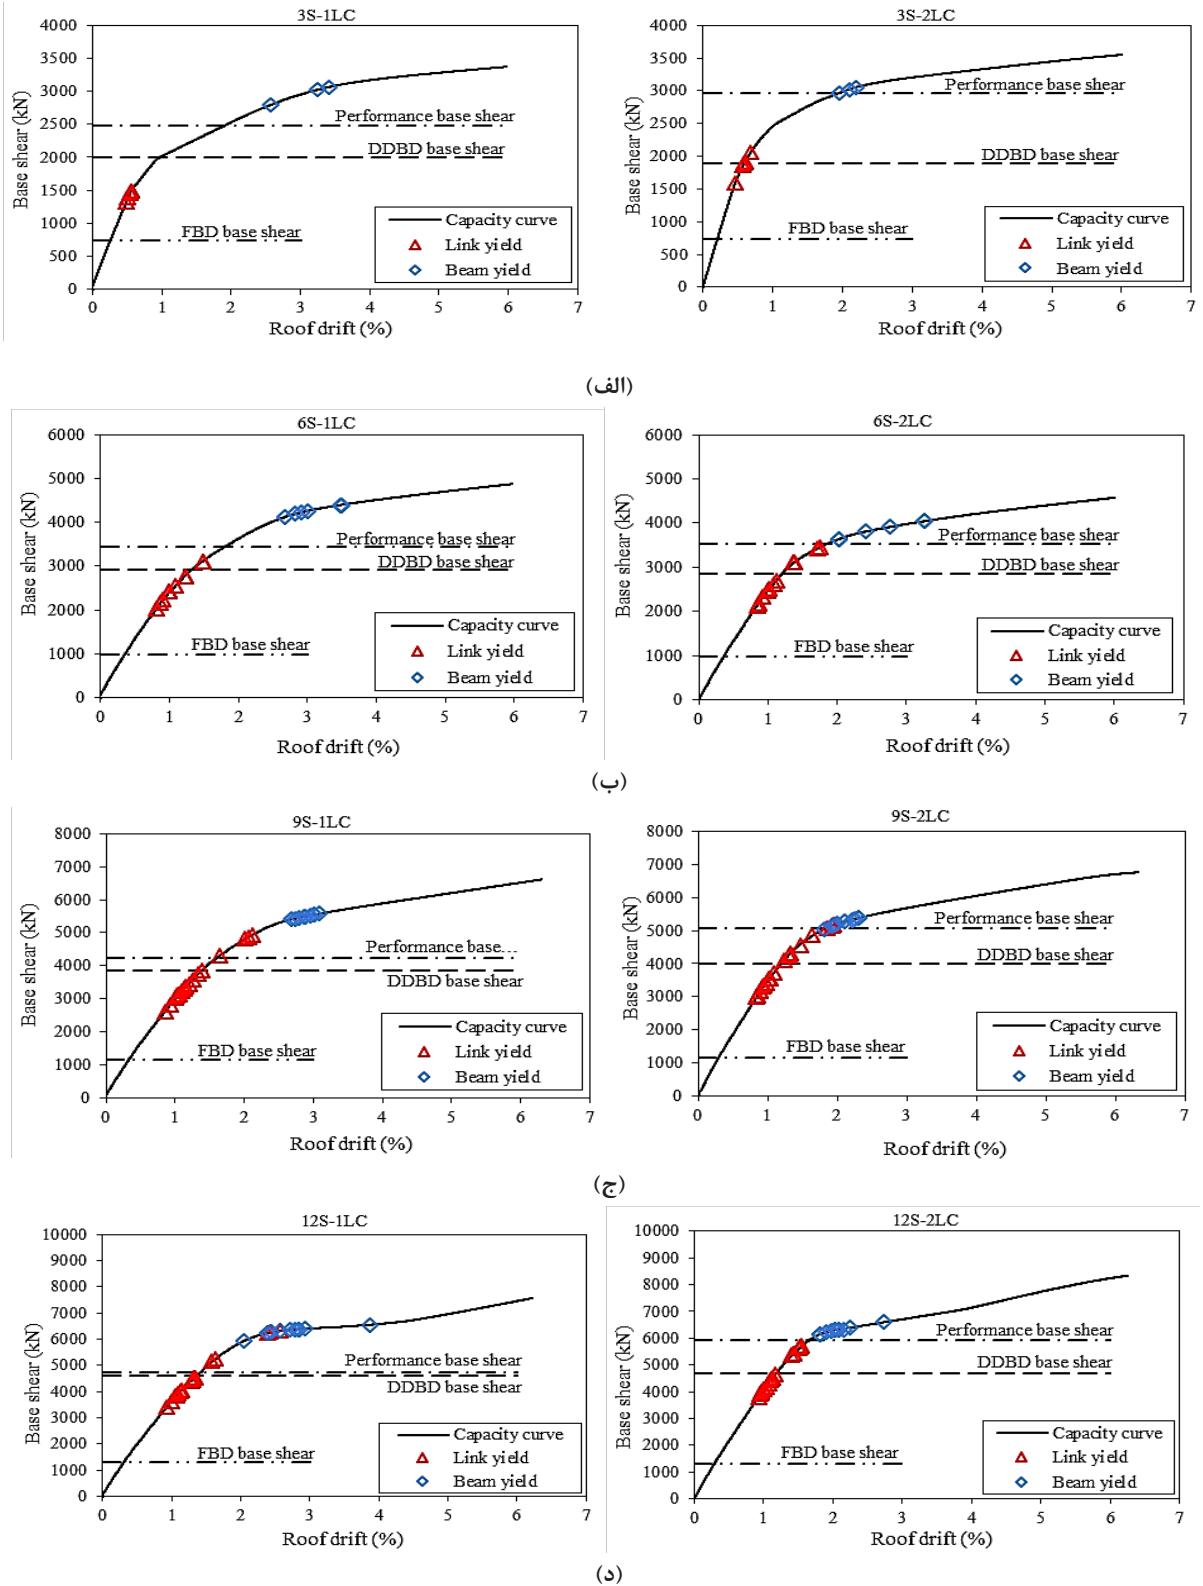 3S-1LC
4000
3500
3000
2500
2000
1500
1000
500
0
Base shear (kN)
Performance base shear
DDBD base shear
FBD base shear
Capacity curve
Link yield
Beam yield
0 1 2 3 4 5 6 7
Roof drift (%)
3S-2LC
4000
3500
3000
2500
2000
1500
1000
500
0
Base shear (kN)
Performance base shear
DDBD base shear
FBD base shear
Capacity curve
Link yield
Beam yield
0 1 2 3 4 5 6 7
Roof drift (%)
(الف)
6S-1LC
6000
5000
4000
3000
2000
1000
0
Base shear (kN)
Performance base shear
DDBD base shear
FBD base shear
Capacity curve
Link yield
Beam yield
0 1 2 3 4 5 6 7
Roof drift (%)
6S-2LC
6000
5000
4000
3000
2000
1000
0
Base shear (kN)
Performance base shear
DDBD base shear
FBD base shear
Capacity curve
Link yield
Beam yield
0 1 2 3 4 5 6 7
Roof drift (%)
(ب)
9S-1LC
8000
7000
6000
5000
4000
3000
2000
1000
0
Base shear (kN)
Performance base...
DDBD base shear
FBD base shear
Capacity curve
Link yield
Beam yield
0 1 2 3 4 5 6 7
Roof drift (%)
9S-2LC
8000
7000
6000
5000
4000
3000
2000
1000
0
Base shear (kN)
Performance base shear
DDBD base shear
FBD base shear
Capacity curve
Link yield
Beam yield
0 1 2 3 4 5 6 7
Roof drift (%)
(ج)
12S-1LC
10000
9000
8000
7000
6000
5000
4000
3000
2000
1000
0
Base shear (kN)
Performance base shear
DDBD base shear
FBD base shear
Capacity curve
Link yield
Beam yield
0 1 2 3 4 5 6 7
Roof drift (%)
12S-2LC
10000
9000
8000
7000
6000
5000
4000
3000
2000
1000
0
Base shear (kN)
Performance base shear
DDBD base shear
FBD base shear
Capacity curve
Link yield
Beam yield
0 1 2 3 4 5 6 7
Roof drift (%)
(د)